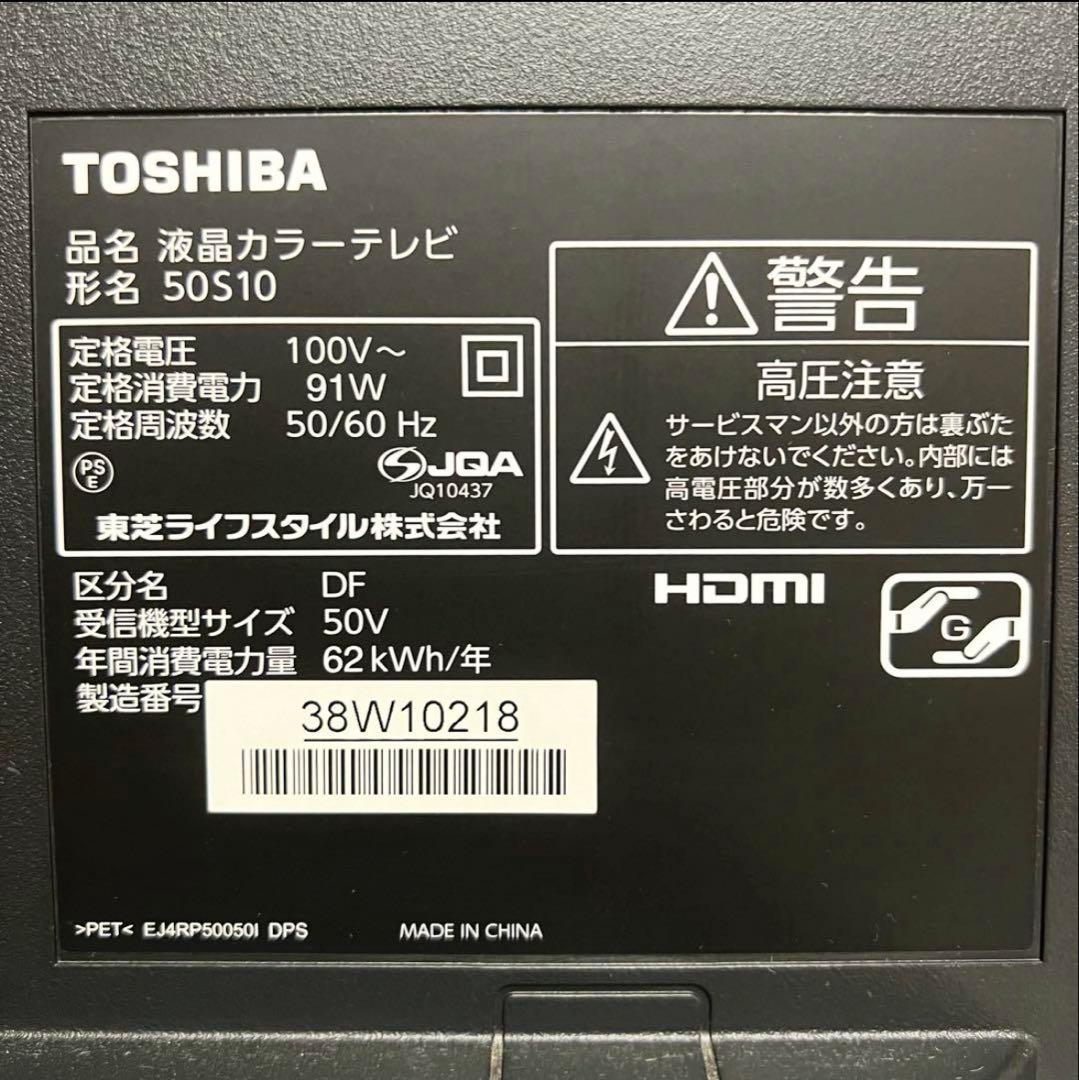 TOSHIBA
品名 液晶カラーテレビ
形名 50S10
定格電圧 100V～
定格消費電力 91W
定格周波数 50/60 Hz
PS
E
JQA
JQ10437
東芝ライフスタイル株式会社
警告
高圧注意
サービスマン以外の方は裏ぶた
をあけないでください。内部には
高電圧部分が数多くあり、万一
さわると危険です。
区分名 DF
受信機型サイズ 50V
年間消費電力量 62kWh/年
製造番号
38W10218
HDMI
G
>PET< EJ4RP50050I DPS
MADE IN CHINA